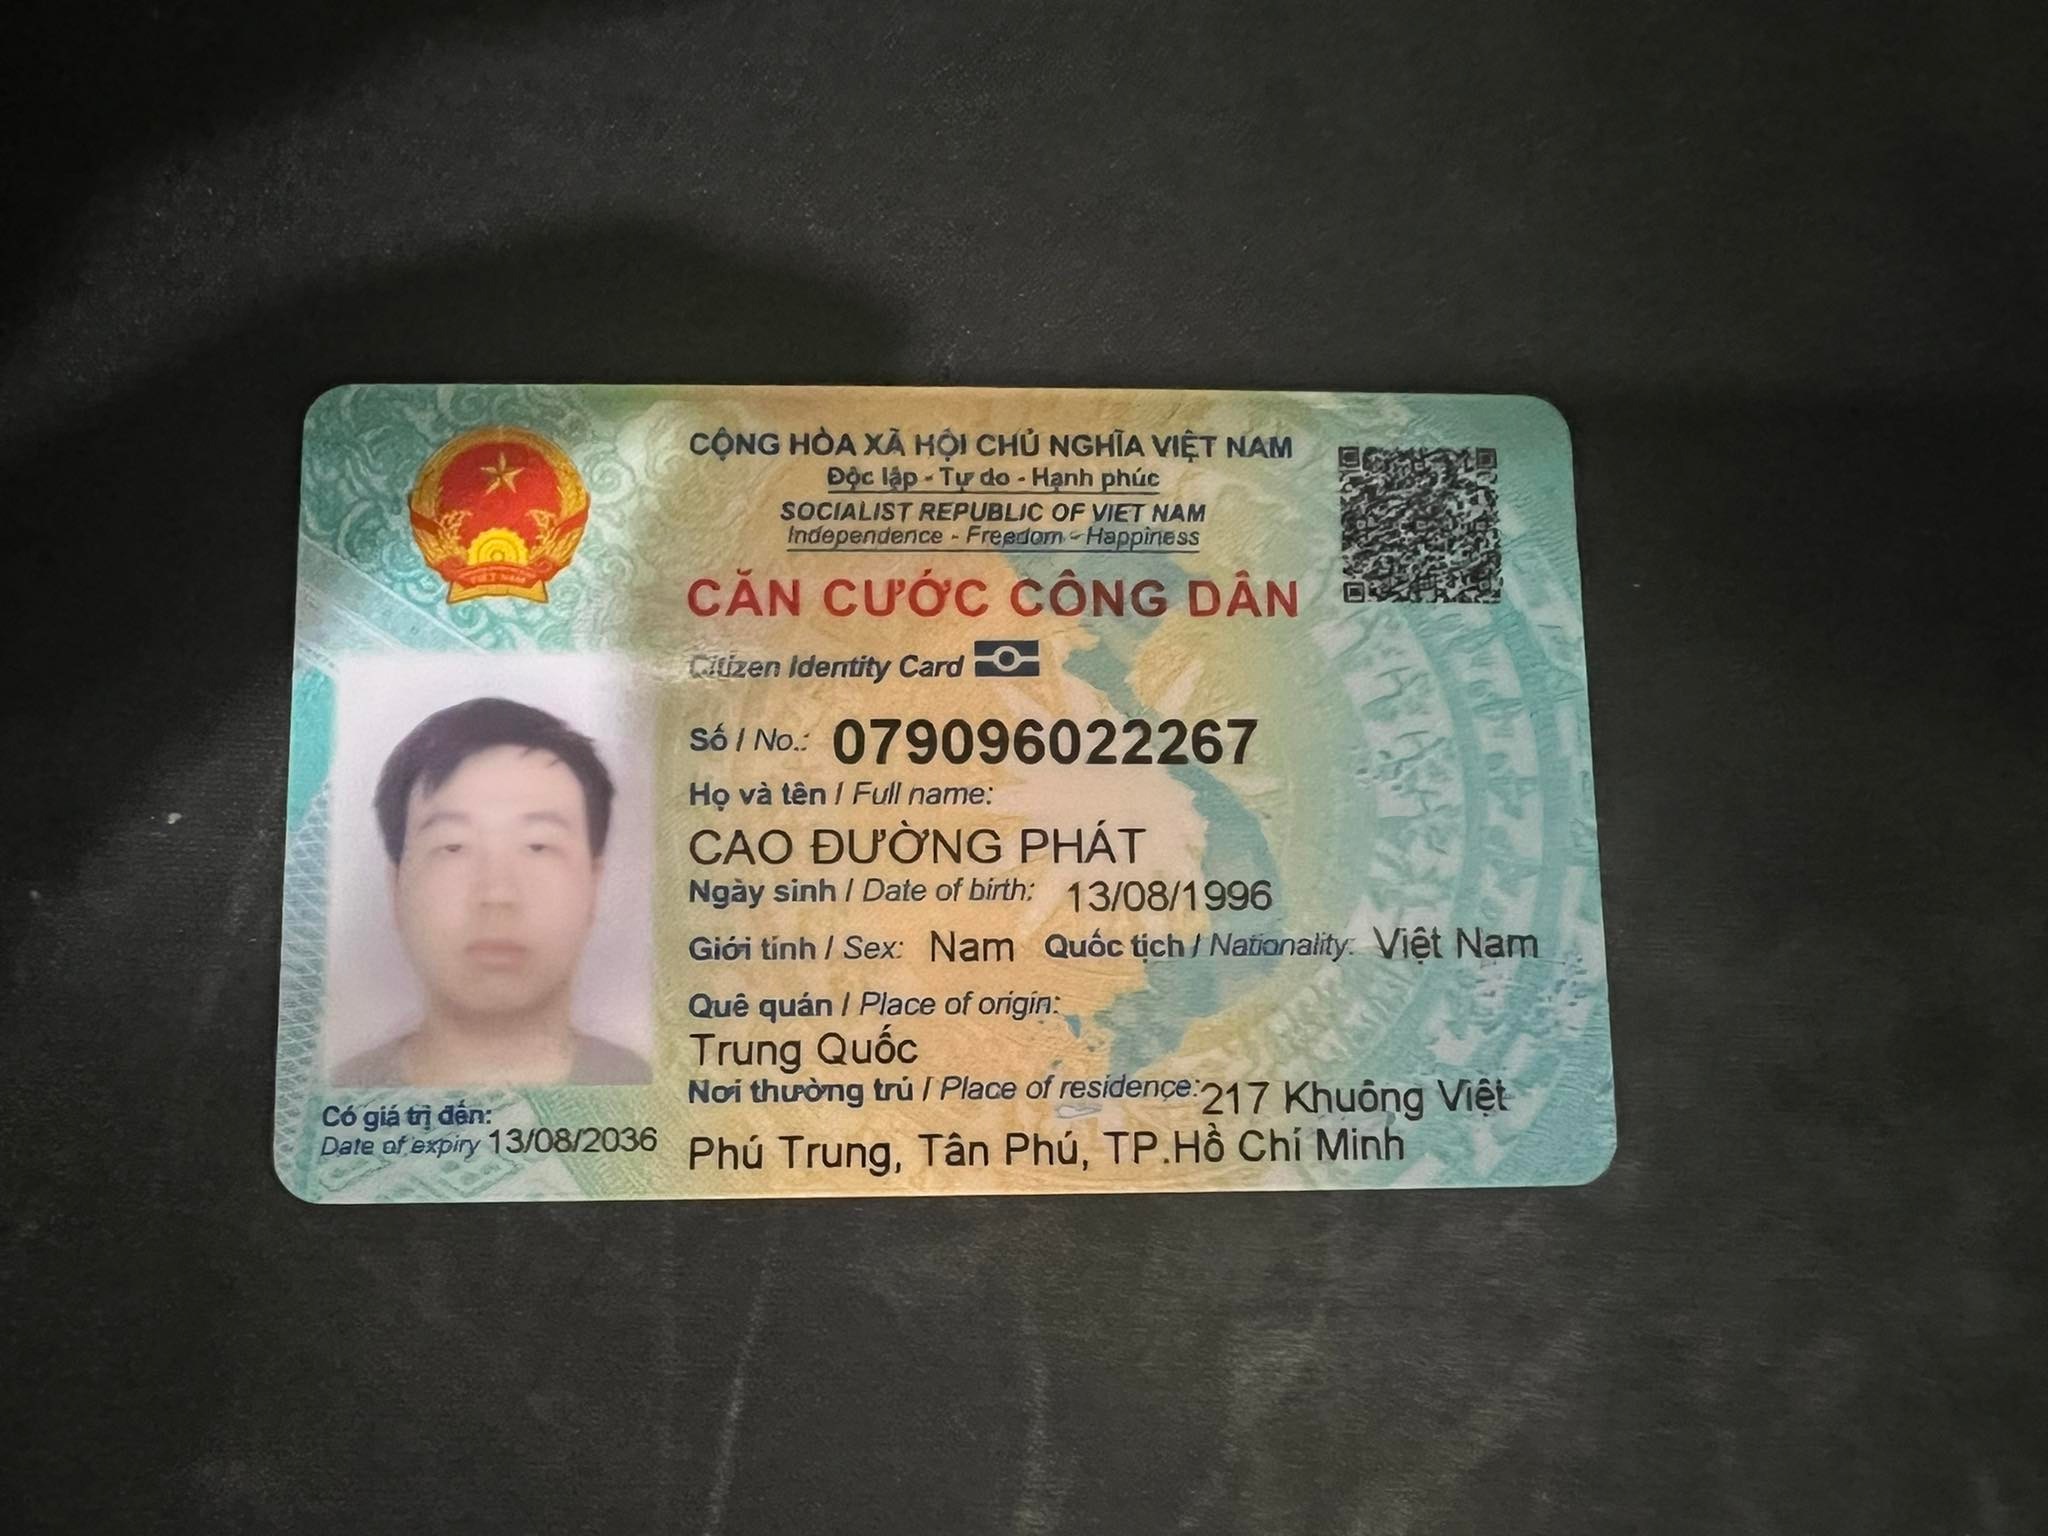 CỘNG HÒA XÃ HỘI CHỦ NGHĨA VIỆT NAM
Độc lập - Tự do - Hạnh phúc
SOCIALIST REPUBLIC OF VIET NAM
Independence - Freedom - Happiness
CĂN CƯỚC CÔNG DÂN
Citizen Identity Card
VIỆT NAM
Số / No.: 079096022267
Họ và tên / Full name:
CAO ĐƯỜNG PHÁT
Ngày sinh / Date of birth: 13/08/1996
Giới tính / Sex: Nam Quốc tịch / Nationality: Việt Nam
Quê quán / Place of origin:
Trung Quốc
Nơi thường trú / Place of residence: 217 Khuông Việt
Phú Trung, Tân Phú, TP.Hồ Chí Minh
Có giá trị đến:
Date of expiry 13/08/2036